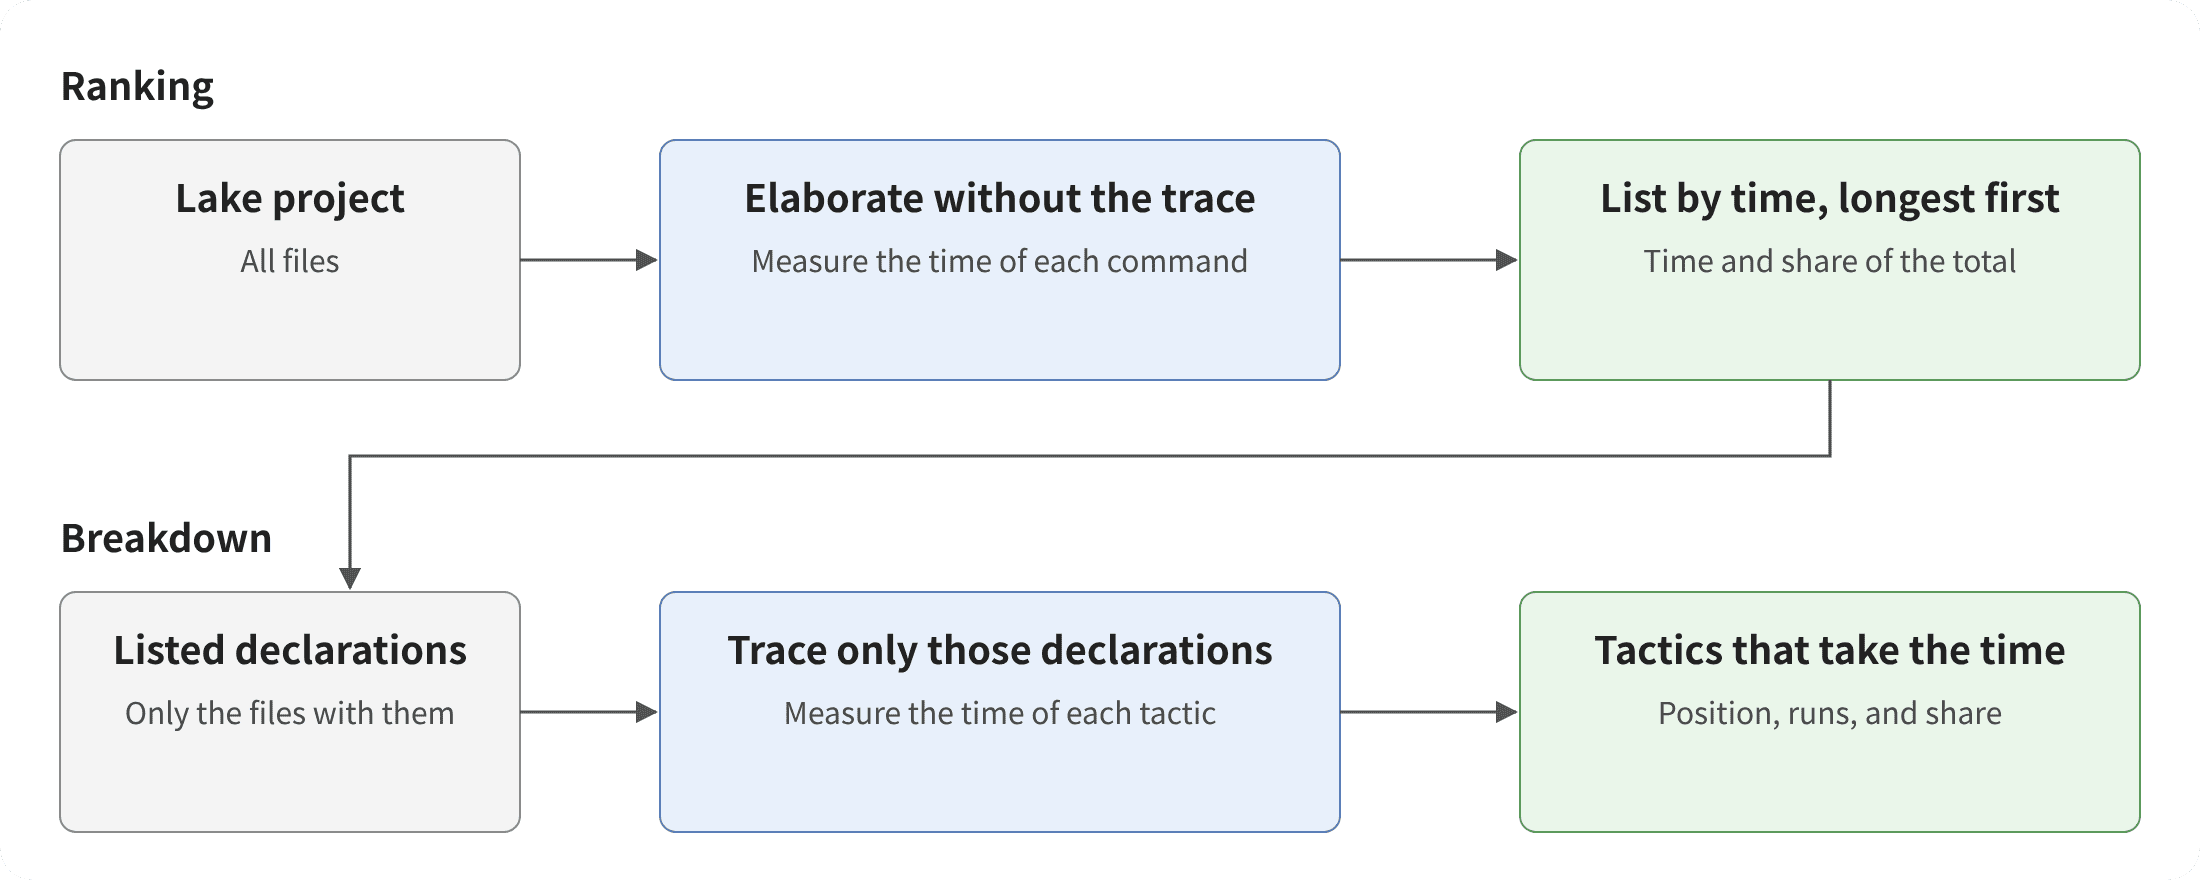 Ranking
Lake project
All files
Elaborate without the trace
Measure the time of each command
List by time, longest first
Time and share of the total
Breakdown
Listed declarations
Only the files with them
Trace only those declarations
Measure the time of each tactic
Tactics that take the time
Position, runs, and share